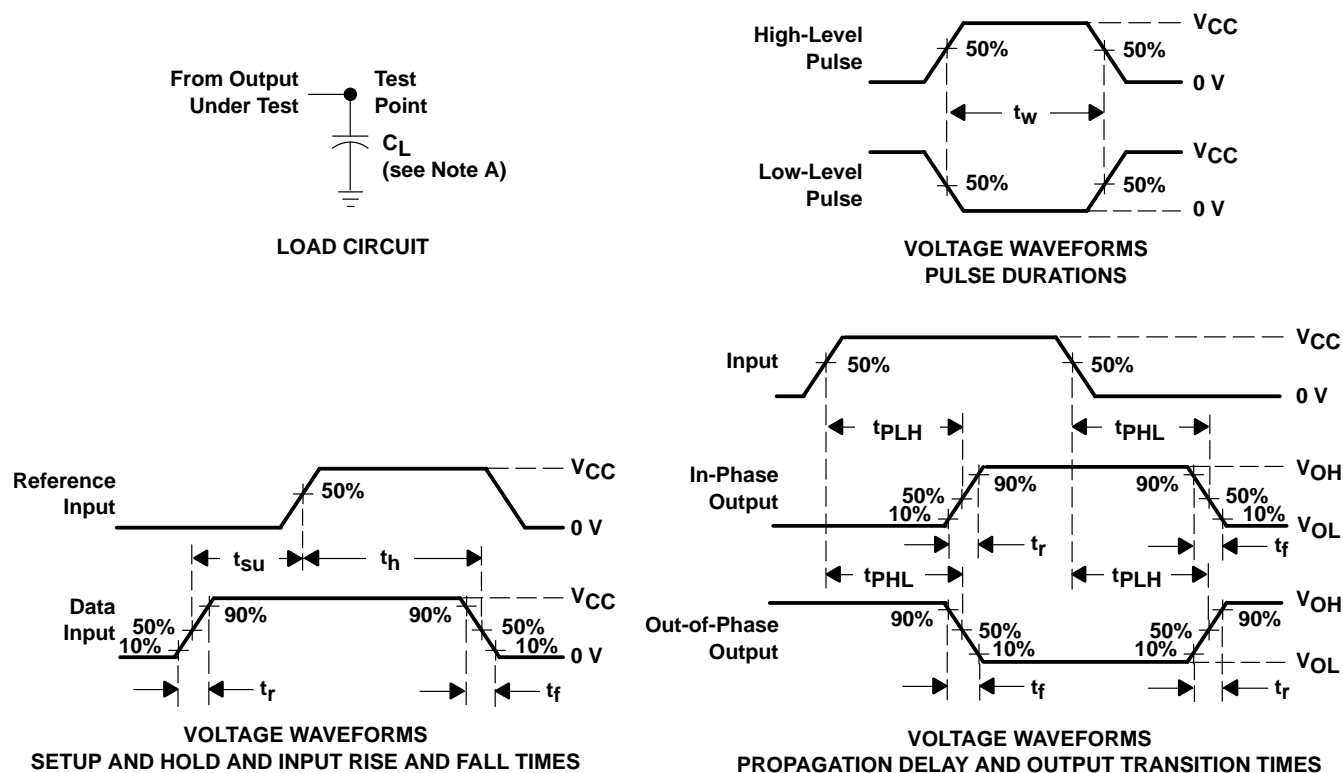 From Output
Under Test
Test
Point
CL
(see Note A)
LOAD CIRCUIT
High-Level
Pulse
50%
50%
VCC
0 V
tw
Low-Level
Pulse
50%
50%
VCC
0 V
VOLTAGE WAVEFORMS
PULSE DURATIONS
Reference
Input
50%
VCC
0 V
tsu
th
Data
Input
50%
10%
90%
90%
50%
10%
VCC
0 V
tr
tf
VOLTAGE WAVEFORMS
SETUP AND HOLD AND INPUT RISE AND FALL TIMES
Input
50%
50%
VCC
0 V
tPLH
tPHL
In-Phase
Output
50%
10%
90%
90%
50%
10%
VOH
VOL
tr
tf
tPHL
tPLH
Out-of-Phase
Output
90%
50%
10%
50%
10%
90%
VOH
VOL
tf
tr
VOLTAGE WAVEFORMS
PROPAGATION DELAY AND OUTPUT TRANSITION TIMES